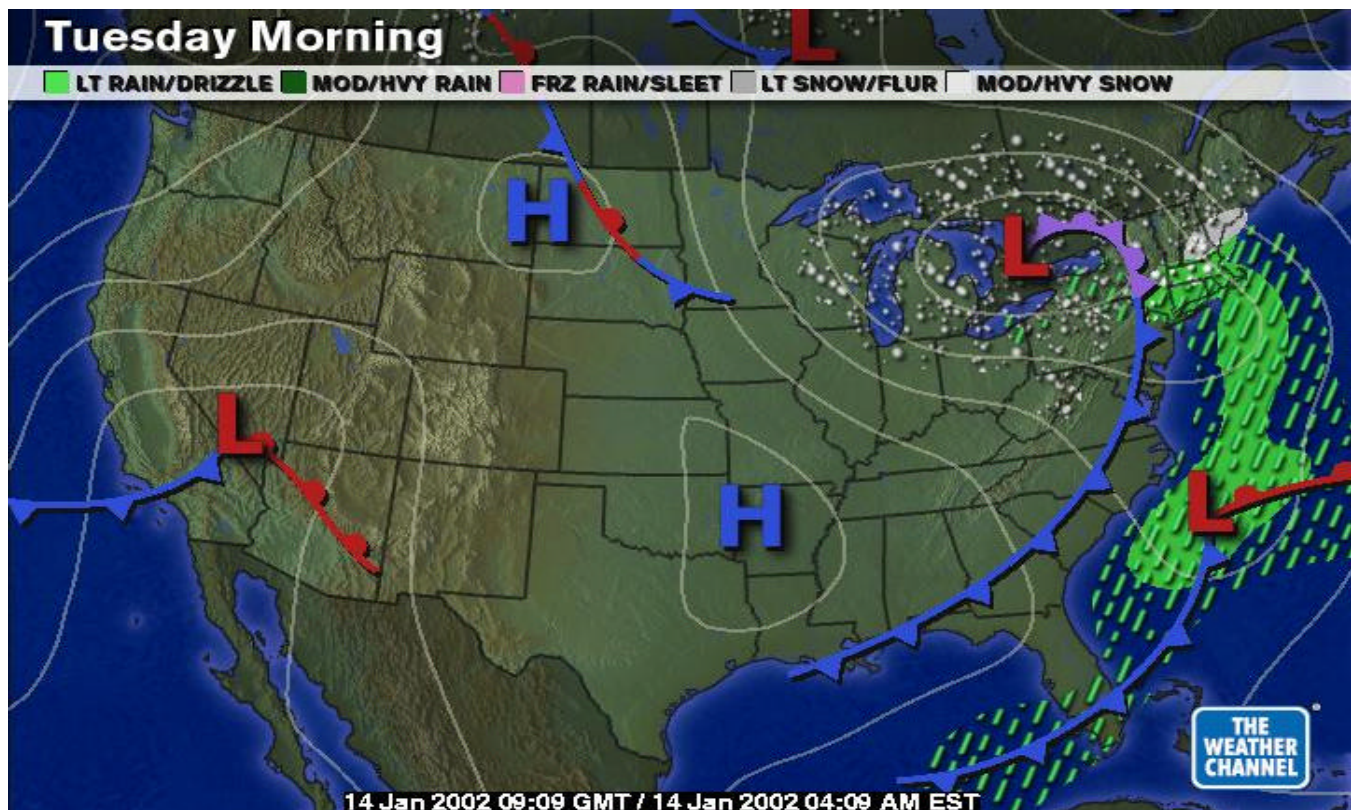 Tuesday Morning
LT RAIN/DRIZZLE MOD/HVY RAIN FRZ RAIN/SLEET LT SNOW/FLUR MOD/HVY SNOW
L
H
L
L
H
L
THE
WEATHER
CHANNEL
14 Jan 2002 09:09 GMT / 14 Jan 2002 04:09 AM EST